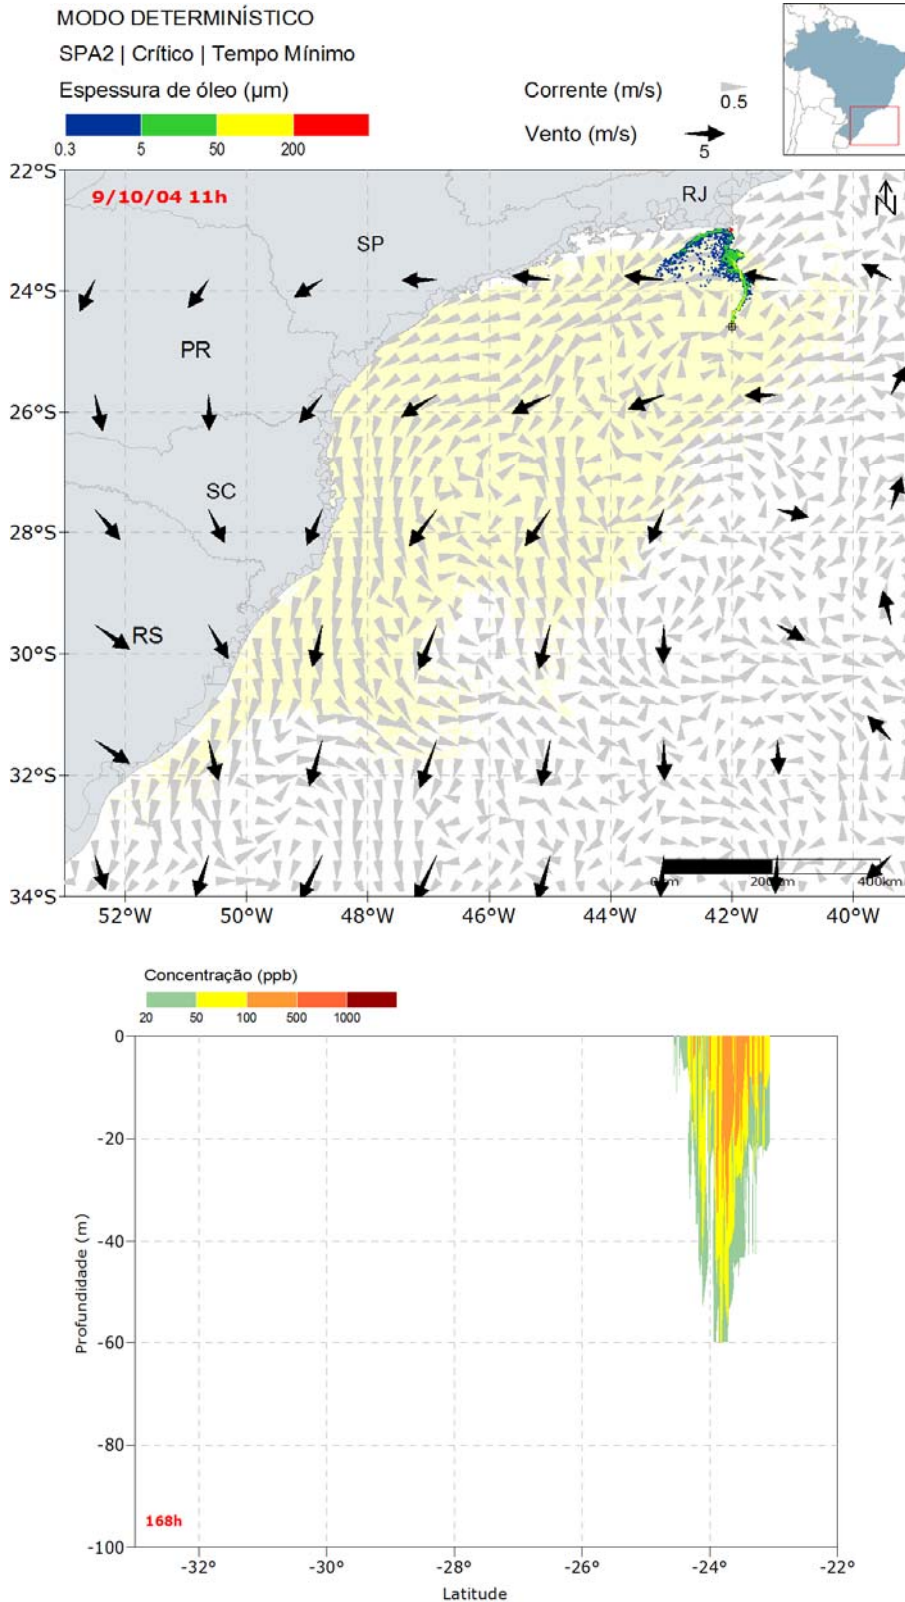 MODO DETERMINÍSTICO
SPA2 | Crítico | Tempo Mínimo
Espessura de óleo (µm)
0.3 5 50 200
Corrente (m/s)
0.5
Vento (m/s)
5
22°S
24°S
26°S
28°S
30°S
32°S
34°S
9/10/04 11h
RJ
N
SP
PR
SC
RS
400km
52°W 50°W 48°W 46°W 44°W 42°W 40°W
Concentração (ppb)
20 50 100 500 1000
0
-20
-40
-60
-80
-100
Profundidade (m)
168h
-32° -30° -28° -26° -24° -22°
Latitude